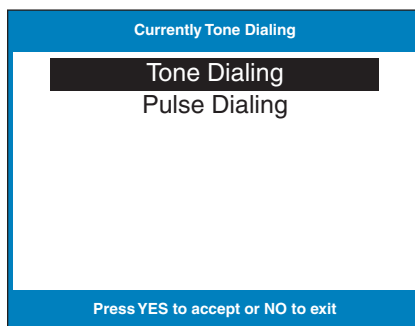 Currently Tone Dialing
Tone Dialing
Pulse Dialing
Press YES to accept or NO to exit